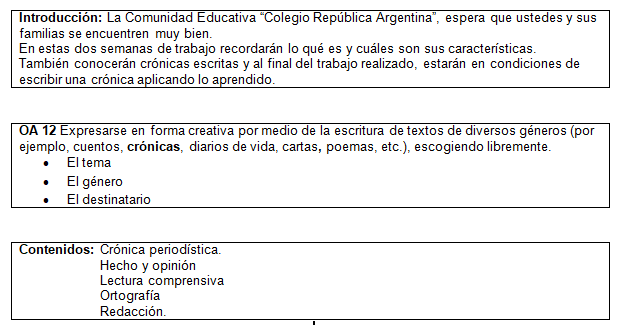 Introducción: La Comunidad Educativa “Colegio República Argentina”, espera que ustedes y sus
familias se encuentren muy bien.
En estas dos semanas de trabajo recordarán lo qué es y cuáles son sus características.
También conocerán crónicas escritas y al final del trabajo realizado, estarán en condiciones de
escribir una crónica aplicando lo aprendido.
OA 12 Expresarse en forma creativa por medio de la escritura de textos de diversos géneros (por
ejemplo, cuentos, crónicas, diarios de vida, cartas, poemas, etc.), escogiendo libremente.
• El tema
• El género
• El destinatario
Contenidos: Crónica periodística.
Hecho y opinión
Lectura comprensiva
Ortografía
Redacción.